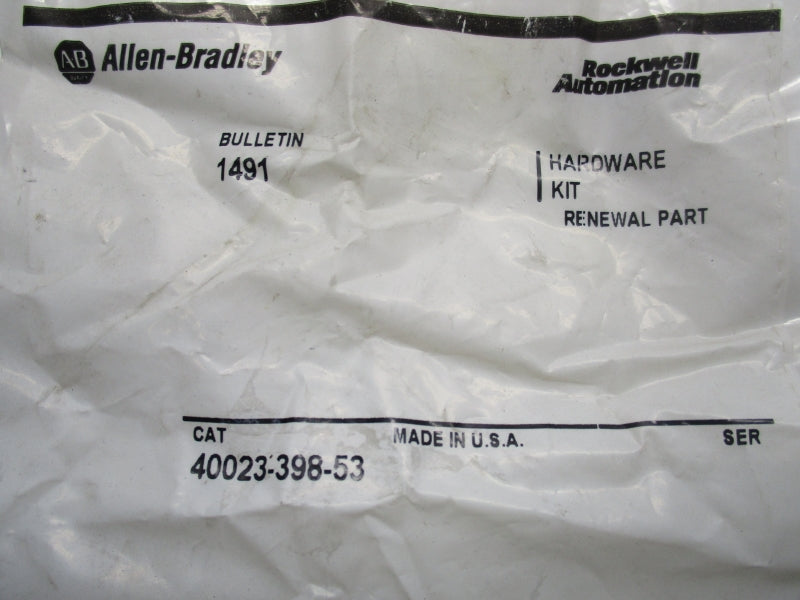 AB Allen-Bradley
Rockwell
Automation
BULLETIN
1491
HARDWARE
KIT
RENEWAL PART
CAT MADE IN U.S.A. SER
40023-398-53